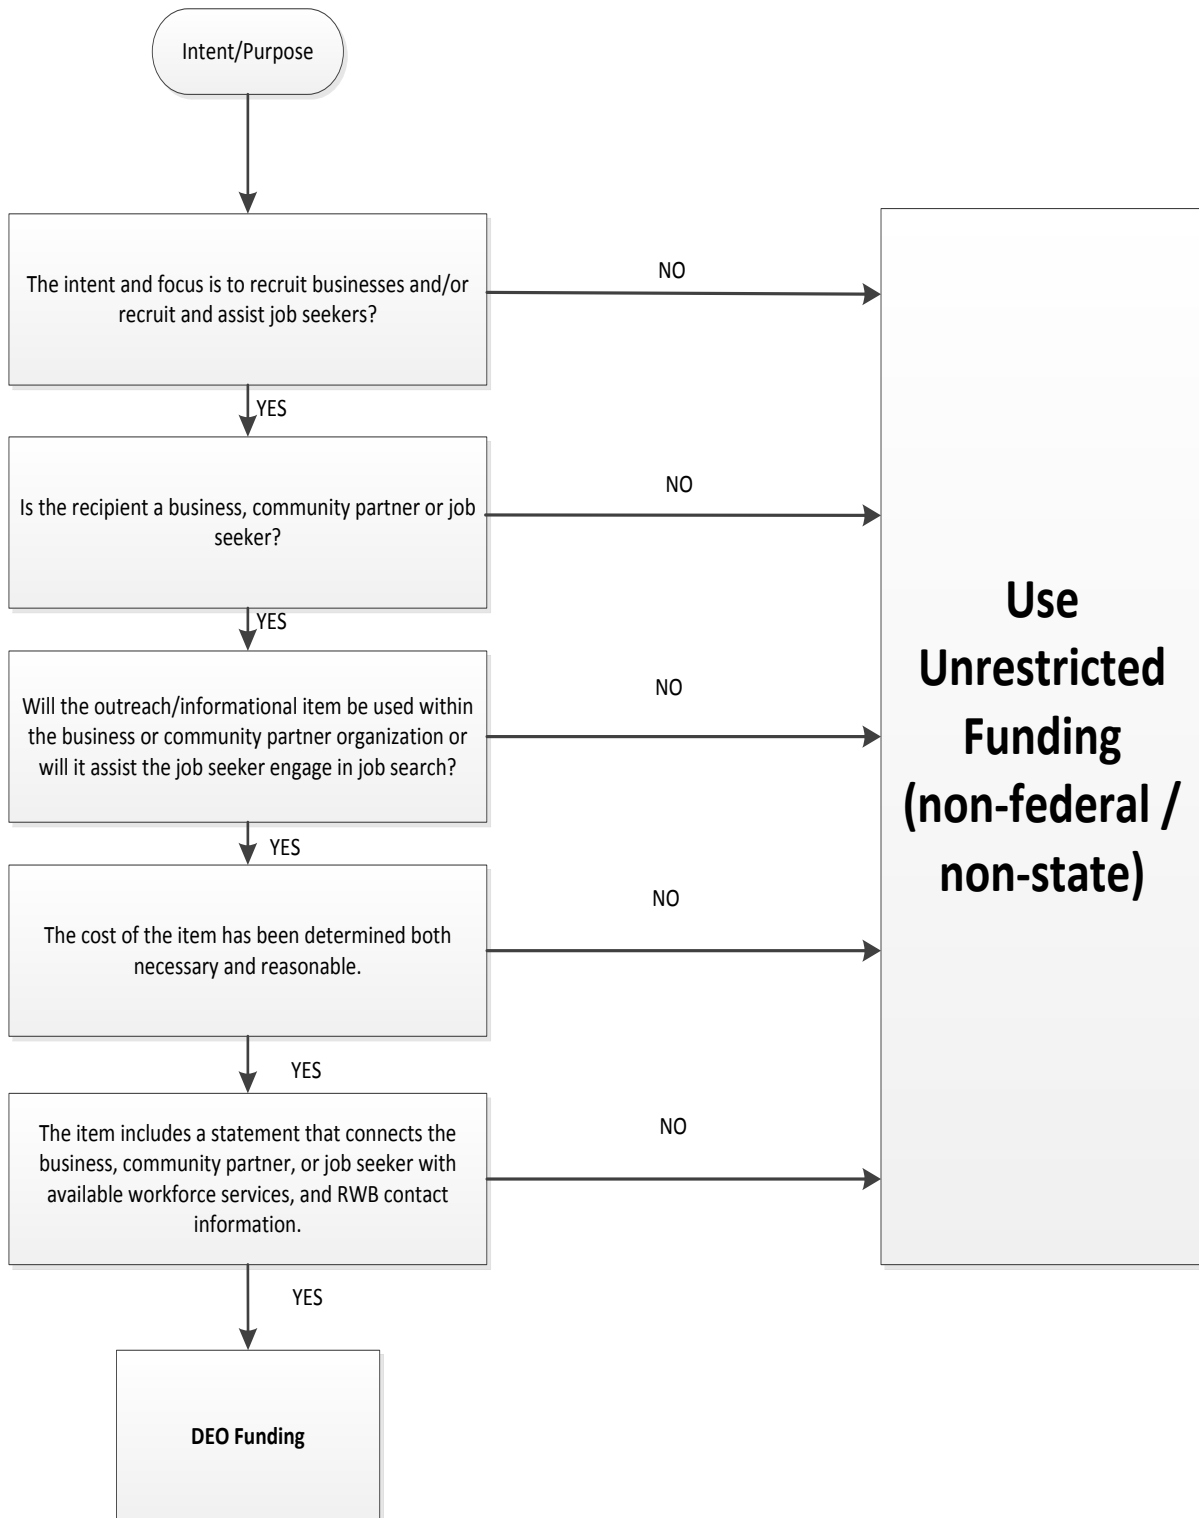 Intent/Purpose
The intent and focus is to recruit businesses and/or
recruit and assist job seekers?
NO
YES
Is the recipient a business, community partner or job
seeker?
NO
YES
Will the outreach/informational item be used within
the business or community partner organization or
will it assist the job seeker engage in job search?
NO
YES
The cost of the item has been determined both
necessary and reasonable.
NO
YES
The item includes a statement that connects the
business, community partner, or job seeker with
available workforce services, and RWB contact
information.
NO
YES
DEO Funding
Use
Unrestricted
Funding
(non-federal /
non-state)